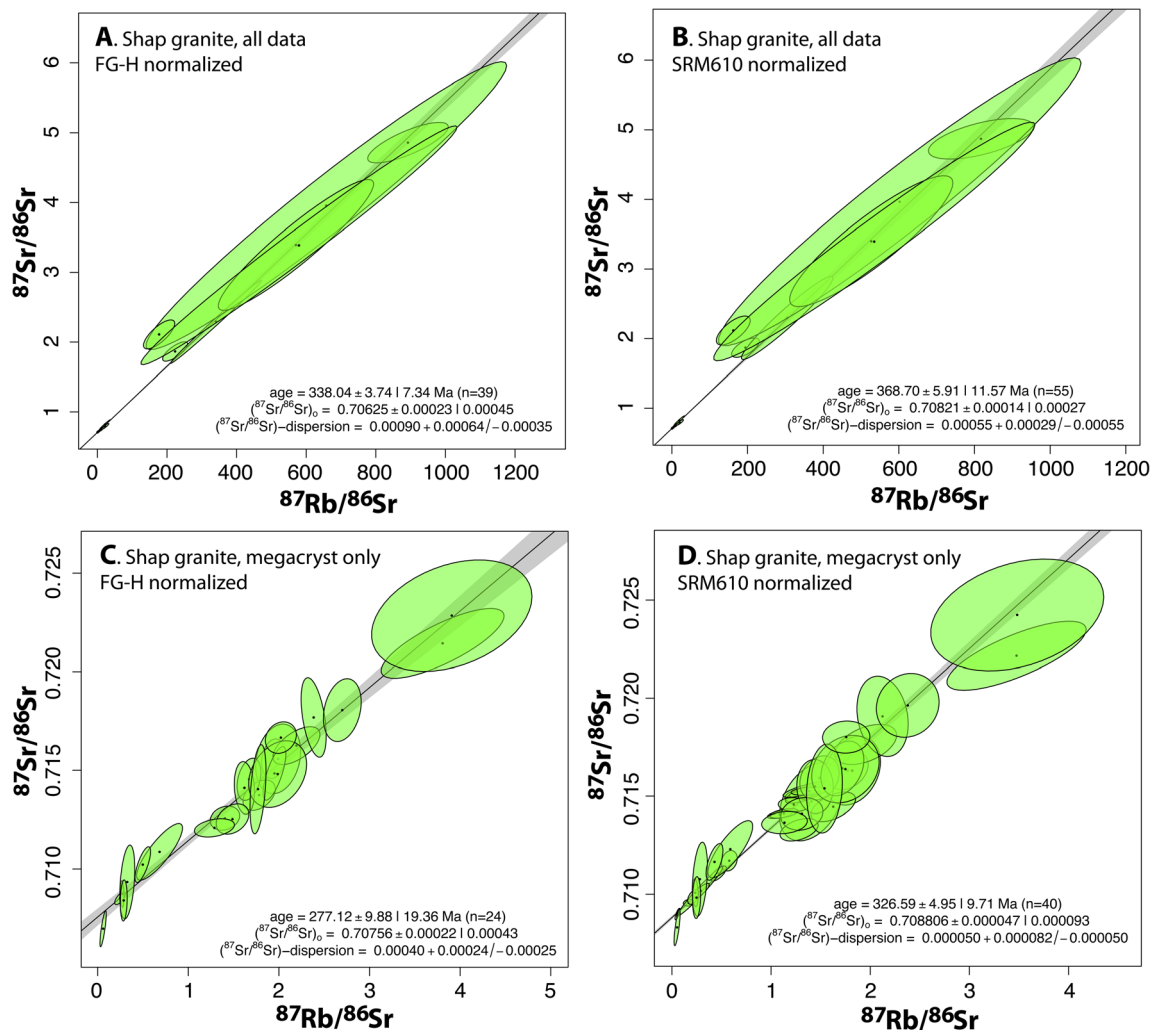 A. Shap granite, all data
FG-H normalized
87Sr/86Sr
6
5
4
3
2
1
age = 338.04 ± 3.74 | 7.34 Ma (n=39)
(87Sr/86Sr)o = 0.70625 ± 0.00023 | 0.00045
(87Sr/86Sr)−dispersion = 0.00090 + 0.00064/−0.00035
0 200 400 600 800 1000 1200
87Rb/86Sr
B. Shap granite, all data
SRM610 normalized
87Sr/86Sr
6
5
4
3
2
1
age = 368.70 ± 5.91 | 11.57 Ma (n=55)
(87Sr/86Sr)o = 0.70821 ± 0.00014 | 0.00027
(87Sr/86Sr)−dispersion = 0.00055 + 0.00029/−0.00055
0 200 400 600 800 1000 1200
87Rb/86Sr
C. Shap granite, megacryst only
FG-H normalized
87Sr/86Sr
0.725
0.720
0.715
0.710
age = 277.12 ± 9.88 | 19.36 Ma (n=24)
(87Sr/86Sr)o = 0.70756 ± 0.00022 | 0.00043
(87Sr/86Sr)−dispersion = 0.00040 + 0.00024/−0.00025
0 1 2 3 4 5
87Rb/86Sr
D. Shap granite, megacryst only
SRM610 normalized
87Sr/86Sr
0.725
0.720
0.715
0.710
age = 326.59 ± 4.95 | 9.71 Ma (n=40)
(87Sr/86Sr)o = 0.708806 ± 0.000047 | 0.000093
(87Sr/86Sr)−dispersion = 0.000050 + 0.000082/−0.000050
0 1 2 3 4
87Rb/86Sr